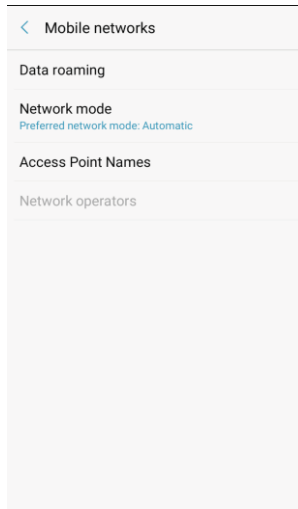 Mobile networks
Data roaming
Network mode
Preferred network mode: Automatic
Access Point Names
Network operators